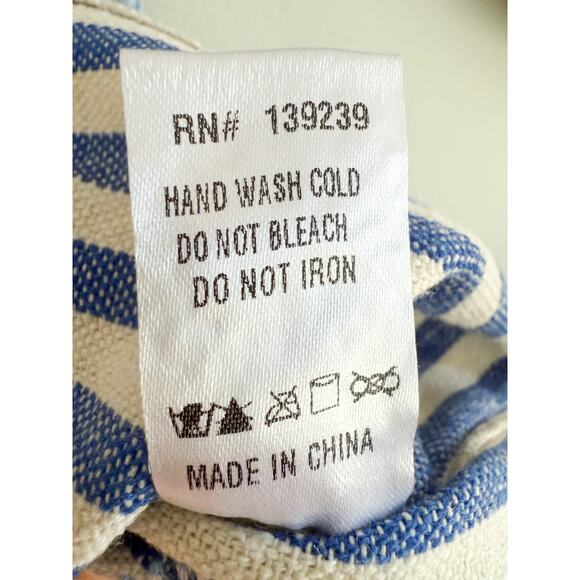 RN# 139239
HAND WASH COLD
DO NOT BLEACH
DO NOT IRON
MADE IN CHINA